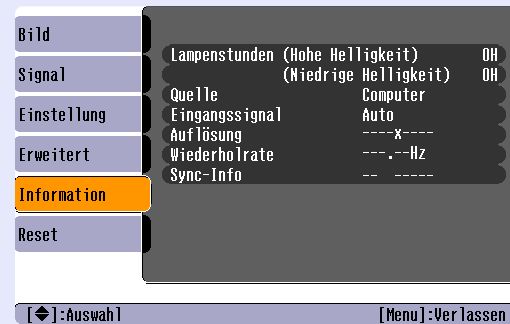 Bild
Signal
Einstellung
Erweitert
Information
Reset
Lampenstunden (Hohe Helligkeit) 0H
(Niedrige Helligkeit) 0H
Quelle Computer
Eingangssignal Auto
Auflösung ----x----
Wiederholrate ---.--Hz
Sync-Info -- -----
[◆]:Auswahl [Menu]:Verlassen